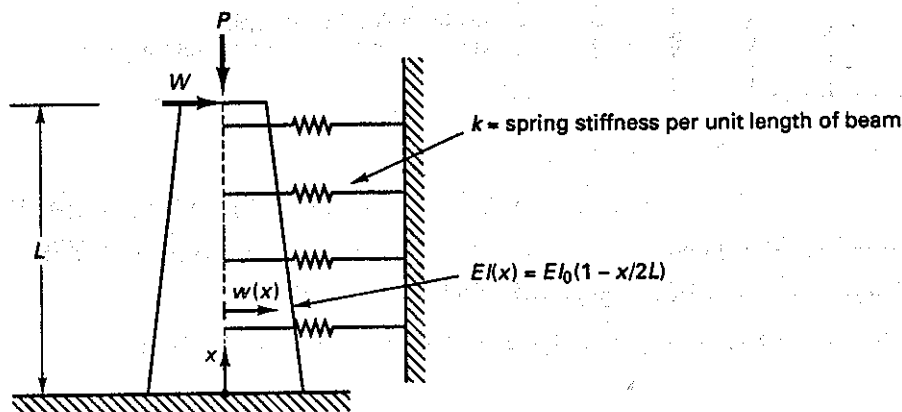 P
W
k = spring stiffness per unit length of beam
L
EI(x) = EI₀(1 − x/2L)
w(x)
x